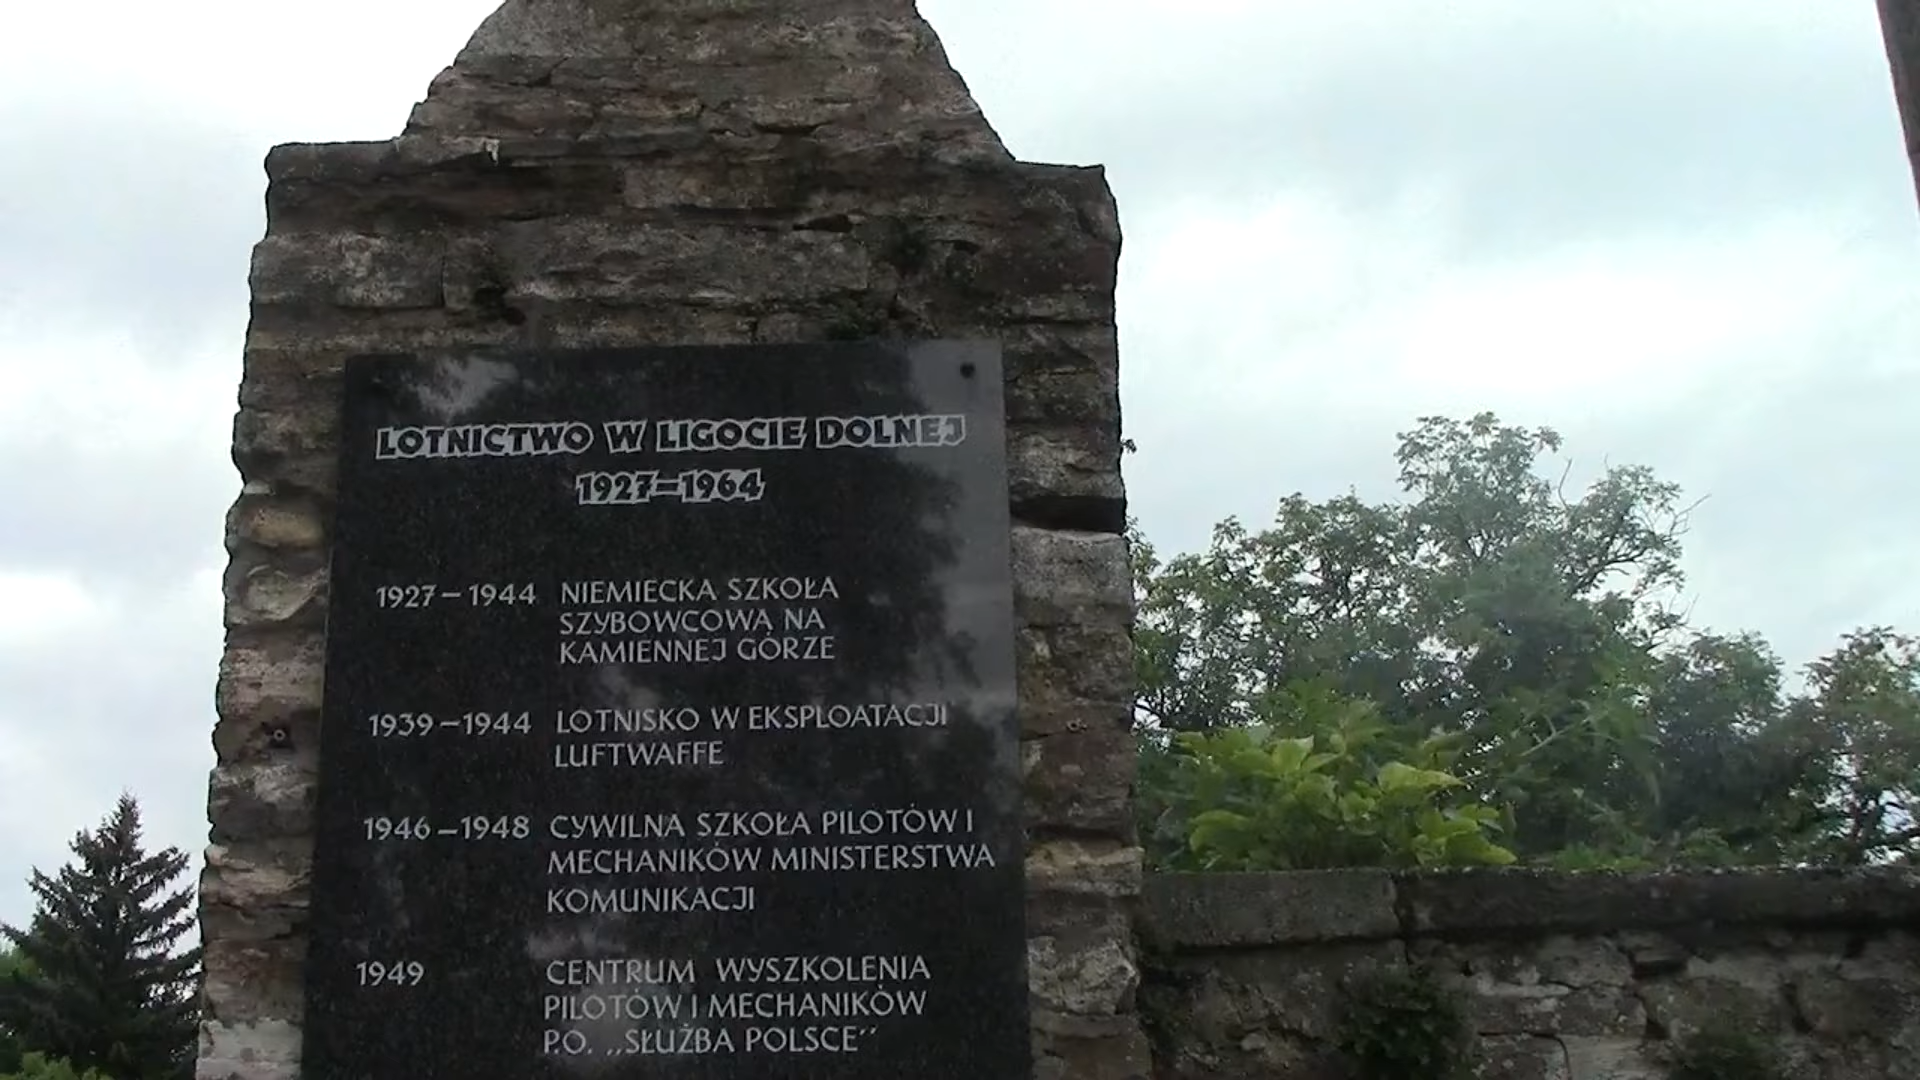 LOTNICTWO W LIGOCIE DOLNEJ
1927–1964
1927–1944 NIEMIECKA SZKOŁA
SZYBOWCOWA NA
KAMIENNEJ GÓRZE
1939–1944 LOTNISKO W EKSPLOATACJI
LUFTWAFFE
1946–1948 CYWILNA SZKOŁA PILOTÓW I
MECHANIKÓW MINISTERSTWA
KOMUNIKACJI
1949 CENTRUM WYSZKOLENIA
PILOTÓW I MECHANIKÓW
P.O. „SŁUŻBA POLSCE”